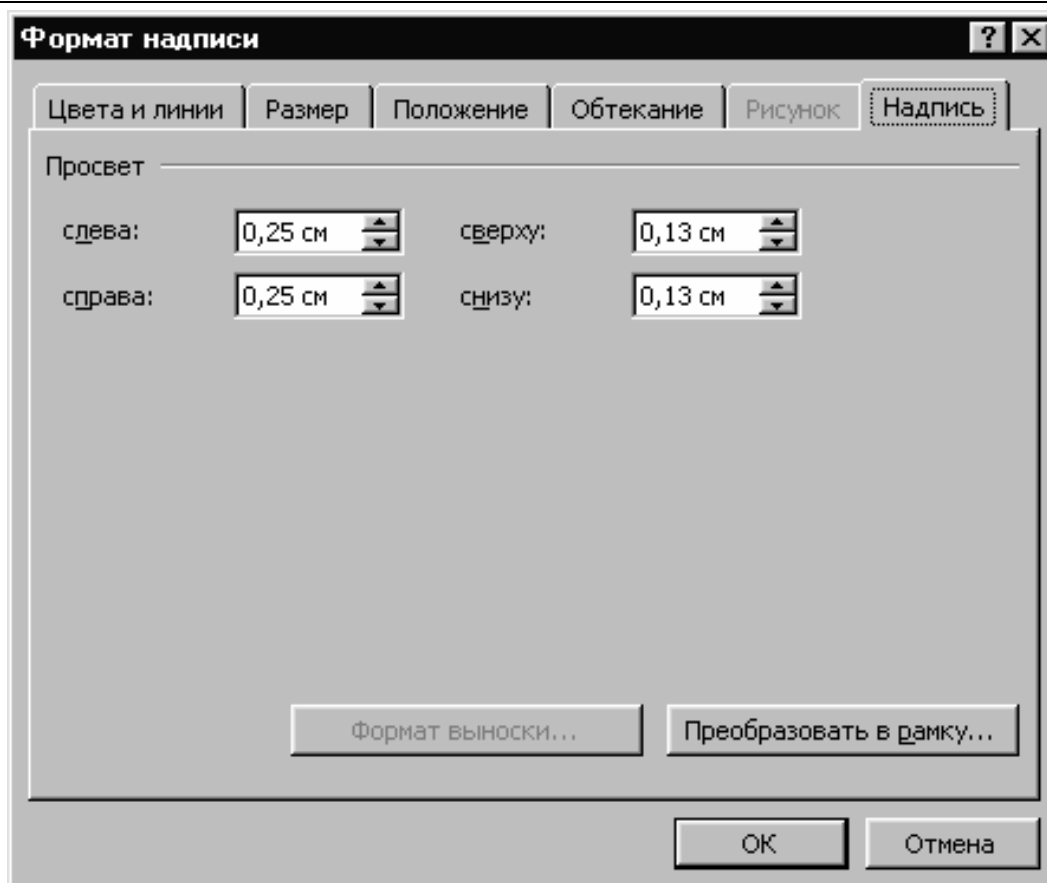 Формат надписи
Цвета и линии Размер Положение Обтекание Рисунок Надпись
Просвет
слева: 0,25 см сверху: 0,13 см
справа: 0,25 см снизу: 0,13 см
Формат выноски... Преобразовать в рамку...
ОК Отмена